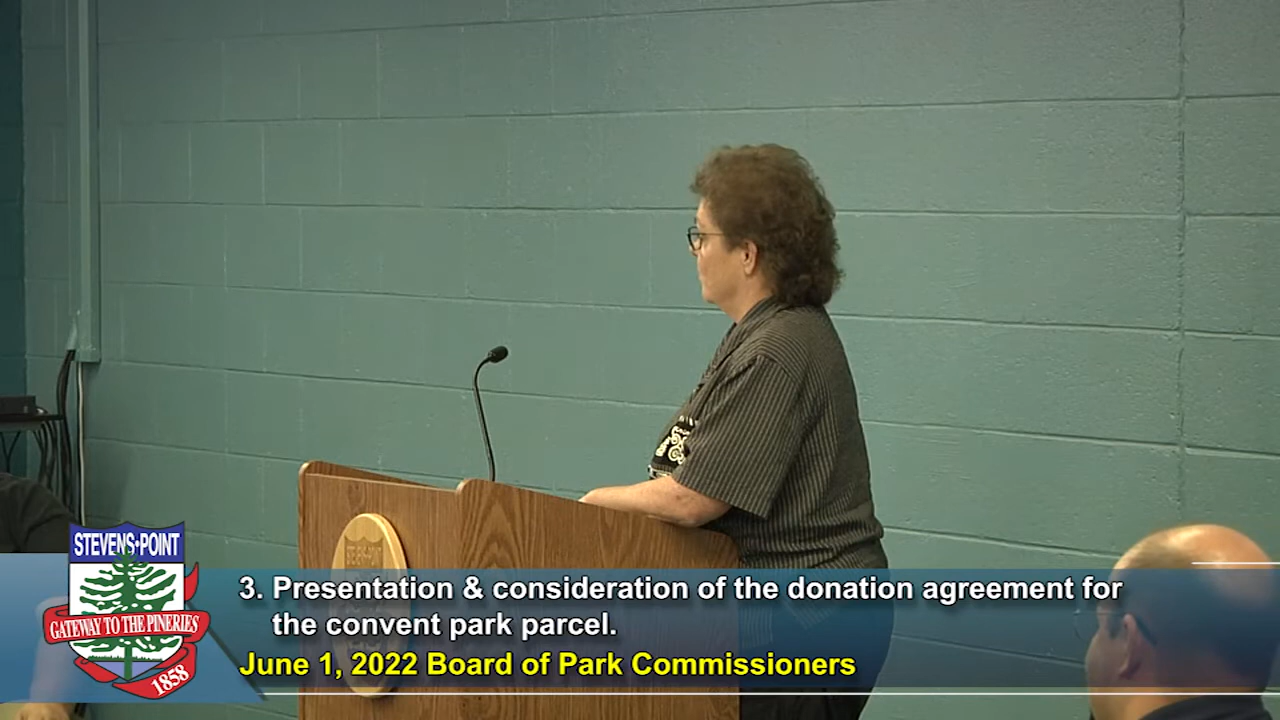 STEVENS·POINT
GATEWAY TO THE PINERIES
1858
3. Presentation & consideration of the donation agreement for
the convent park parcel.
June 1, 2022 Board of Park Commissioners